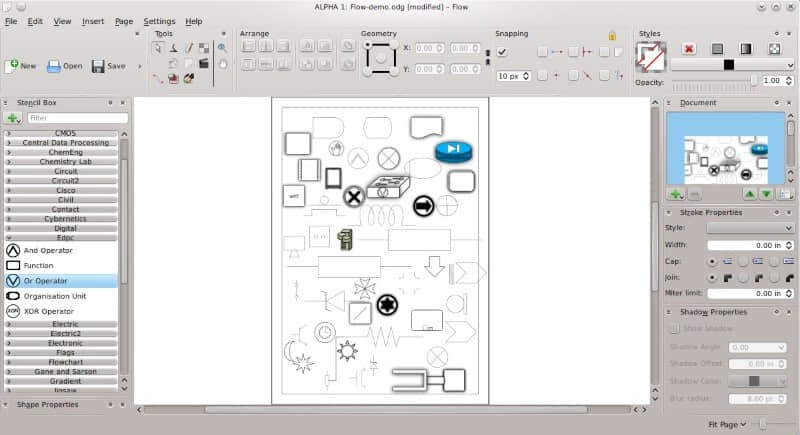 ALPHA 1: Flow-demo.odg [modified] – Flow
File Edit View Insert Format Settings Help
Tools
Arrange
Geometry
Snapping
Styles
X: 0.00 0.00
Y: 0.00 0.00
New Open Save
10 px
Opacity: 1.00
Stencil Box
Filter
CMOS
Central Data Processing
ChemEng
Chemistry Lab
Circuit
Circuit2
Cisco
Civil
Contact
Cybernetics
Digital
Edpc
And Operator
Function
Or Operator
Organisation Unit
XOR Operator
Electric
Electric2
Electronic
Flags
Flowchart
Gane and Sarson
Gradient
Jigsaw
Shape Properties
Document
Stroke Properties
Style:
Width: 0.00 in
Cap:
Join:
Miter limit: 0.00 in
Shadow Properties
Show Shadow
Shadow Angle: 0.00
Shadow Offset: 0.00 in
Shadow Color:
Blur radius: 8.00 pt
Fit Page